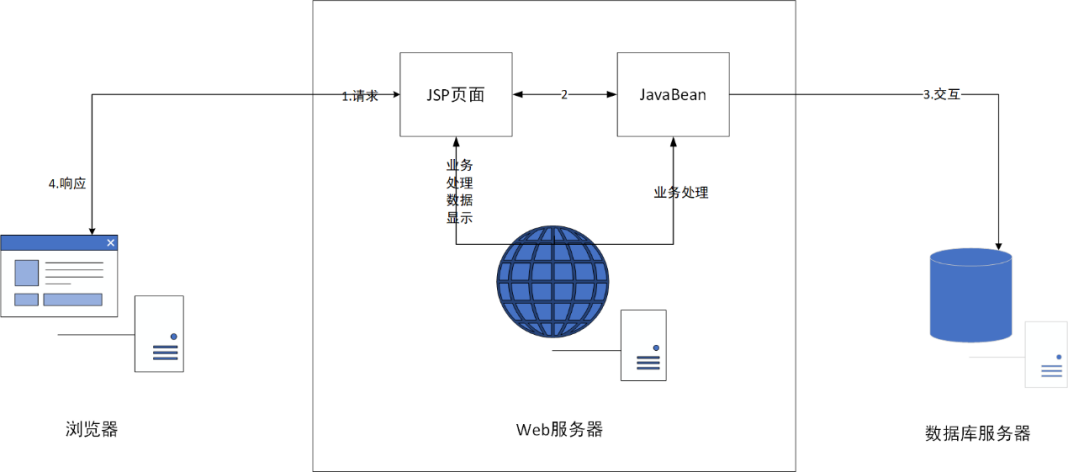 JSP页面
2
JavaBean
1.请求
3.交互
4.响应
业务
处理
数据
显示
业务处理
浏览器
Web服务器
数据库服务器